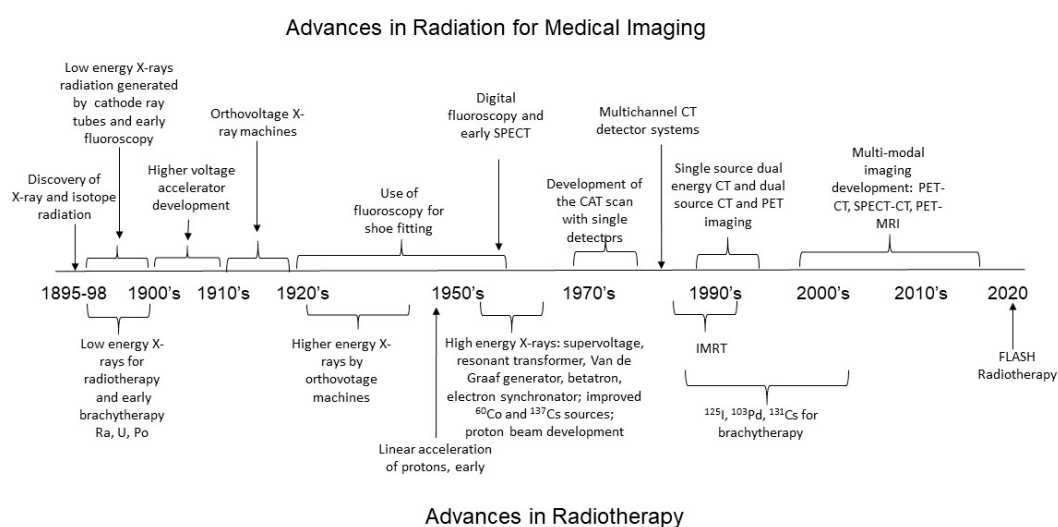 Advances in Radiation for Medical Imaging
Low energy X-rays
radiation generated
by cathode ray
tubes and early
fluoroscopy
Discovery of
X-ray and isotope
radiation
Higher voltage
accelerator
development
Orthovoltage X-
ray machines
Use of
fluoroscopy for
shoe fitting
Digital
fluoroscopy and
early SPECT
Development of
the CAT scan
with single
detectors
Multichannel CT
detector systems
Single source dual
energy CT and dual
source CT and PET
imaging
Multi-modal
imaging
development: PET-
CT, SPECT-CT, PET-
MRI
1895-98 1900's 1910's 1920's 1950's 1970's 1990's 2000's 2010's 2020
Low energy X-
rays for
radiotherapy
and early
brachytherapy
Ra, U, Po
Higher energy X-
rays by
orthovotage
machines
Linear acceleration
of protons, early
High energy X-rays: supervoltage,
resonant transformer, Van de
Graaf generator, betatron,
electron synchronator; improved
⁶⁰Co and ¹³⁷Cs sources;
proton beam development
IMRT
¹²⁵I, ¹⁰³Pd, ¹³¹Cs for
brachytherapy
FLASH
Radiotherapy
Advances in Radiotherapy